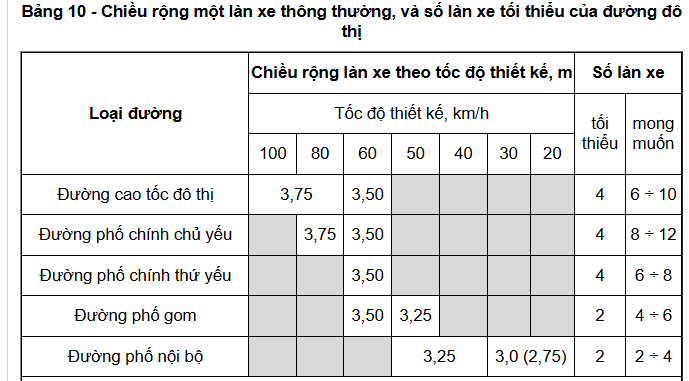 Bảng 10 - Chiều rộng một làn xe thông thường, và số làn xe tối thiểu của đường đô
thị
Loại đường
Chiều rộng làn xe theo tốc độ thiết kế, m
Số làn xe
Tốc độ thiết kế, km/h
tối
thiểu
mong
muốn
100 80 60 50 40 30 20
Đường cao tốc đô thị 3,75 3,50 4 6 ÷ 10
Đường phố chính chủ yếu 3,75 3,50 4 8 ÷ 12
Đường phố chính thứ yếu 3,50 4 6 ÷ 8
Đường phố gom 3,50 3,25 2 4 ÷ 6
Đường phố nội bộ 3,25 3,0 (2,75) 2 2 ÷ 4